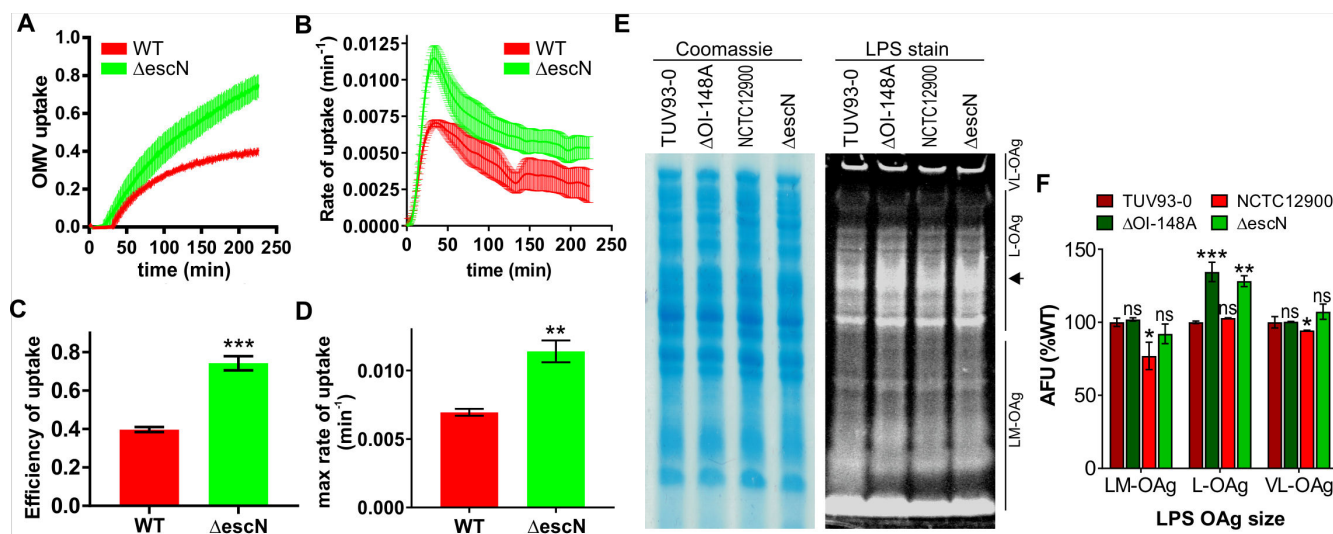 A
WT
ΔescN
OMV uptake
1.0
0.8
0.6
0.4
0.2
0.0
0 50 100 150 200 250
time (min)
B
WT
ΔescN
Rate of uptake (min-1)
0.0125
0.0100
0.0075
0.0050
0.0025
0.0000
0 50 100 150 200 250
time (min)
C
Efficiency of uptake
0.8
0.6
0.4
0.2
0.0
***
WT ΔescN
D
max rate of uptake
(min-1)
0.010
0.005
0.000
**
WT ΔescN
E
Coomassie LPS stain
TUV93-0
ΔOI-148A
NCTC12900
ΔescN
TUV93-0
ΔOI-148A
NCTC12900
ΔescN
VL-OAg
L-OAg
LM-OAg
F
TUV93-0 NCTC12900
ΔOI-148A ΔescN
AFU (%WT)
150
100
50
0
ns * ns
*** ns **
ns * ns
LM-OAg L-OAg VL-OAg
LPS OAg size